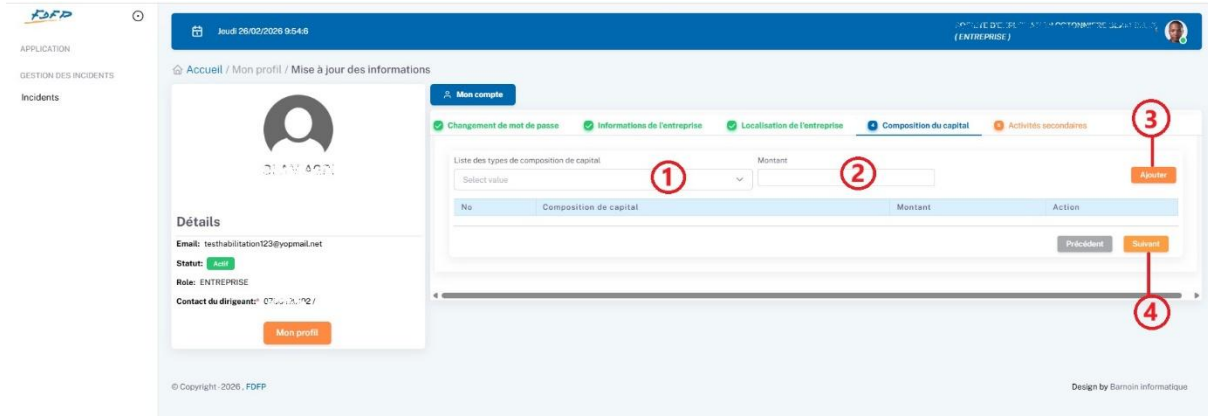 FDFP
Jeudi 26/02/2026 9:54:6
(ENTREPRISE)
APPLICATION
GESTION DES INCIDENTS
Incidents
Accueil / Mon profil / Mise à jour des informations
Mon compte
Changement de mot de passe
Informations de l'entreprise
Localisation de l'entreprise
4 Composition du capital
5 Activités secondaires
3
Liste des types de composition de capital
Montant
Select value
1
2
Ajouter
No Composition de capital Montant Action
Précédent
Suivant
4
Détails
Email: testhabilitation123@yopmail.net
Statut: Actif
Role: ENTREPRISE
Contact du dirigeant:*
Mon profil
© Copyright - 2026 , FDFP
Design by Barnoin informatique